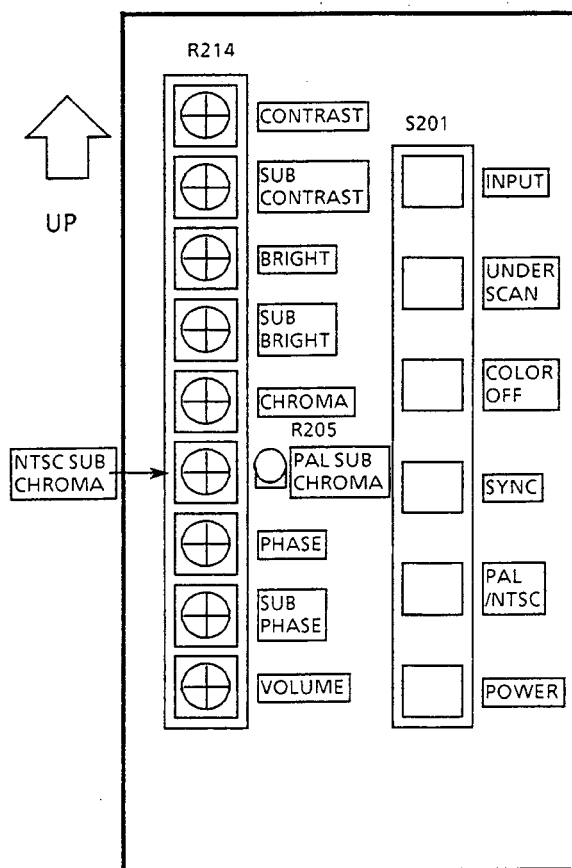 R214
CONTRAST
S201
SUB
CONTRAST
INPUT
UP
BRIGHT
UNDER
SCAN
SUB
BRIGHT
COLOR
OFF
CHROMA
R205
NTSC SUB
CHROMA
PAL SUB
CHROMA
SYNC
PHASE
PAL
/NTSC
SUB
PHASE
VOLUME
POWER